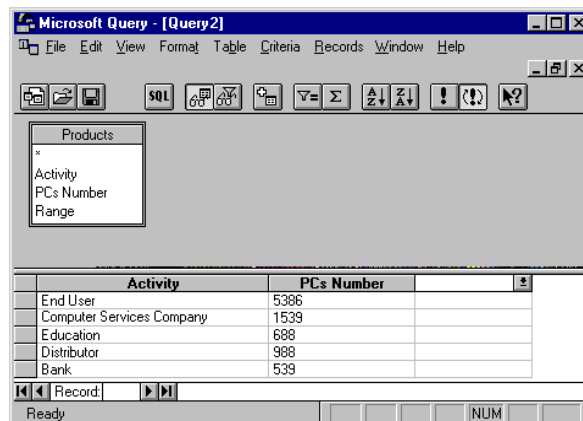 Microsoft Query - [Query2]
File Edit View Format Table Criteria Records Window Help
SQL
Products
*
Activity
PCs Number
Range
Activity PCs Number
End User 5386
Computer Services Company 1539
Education 688
Distributor 988
Bank 539
Record:
Ready NUM